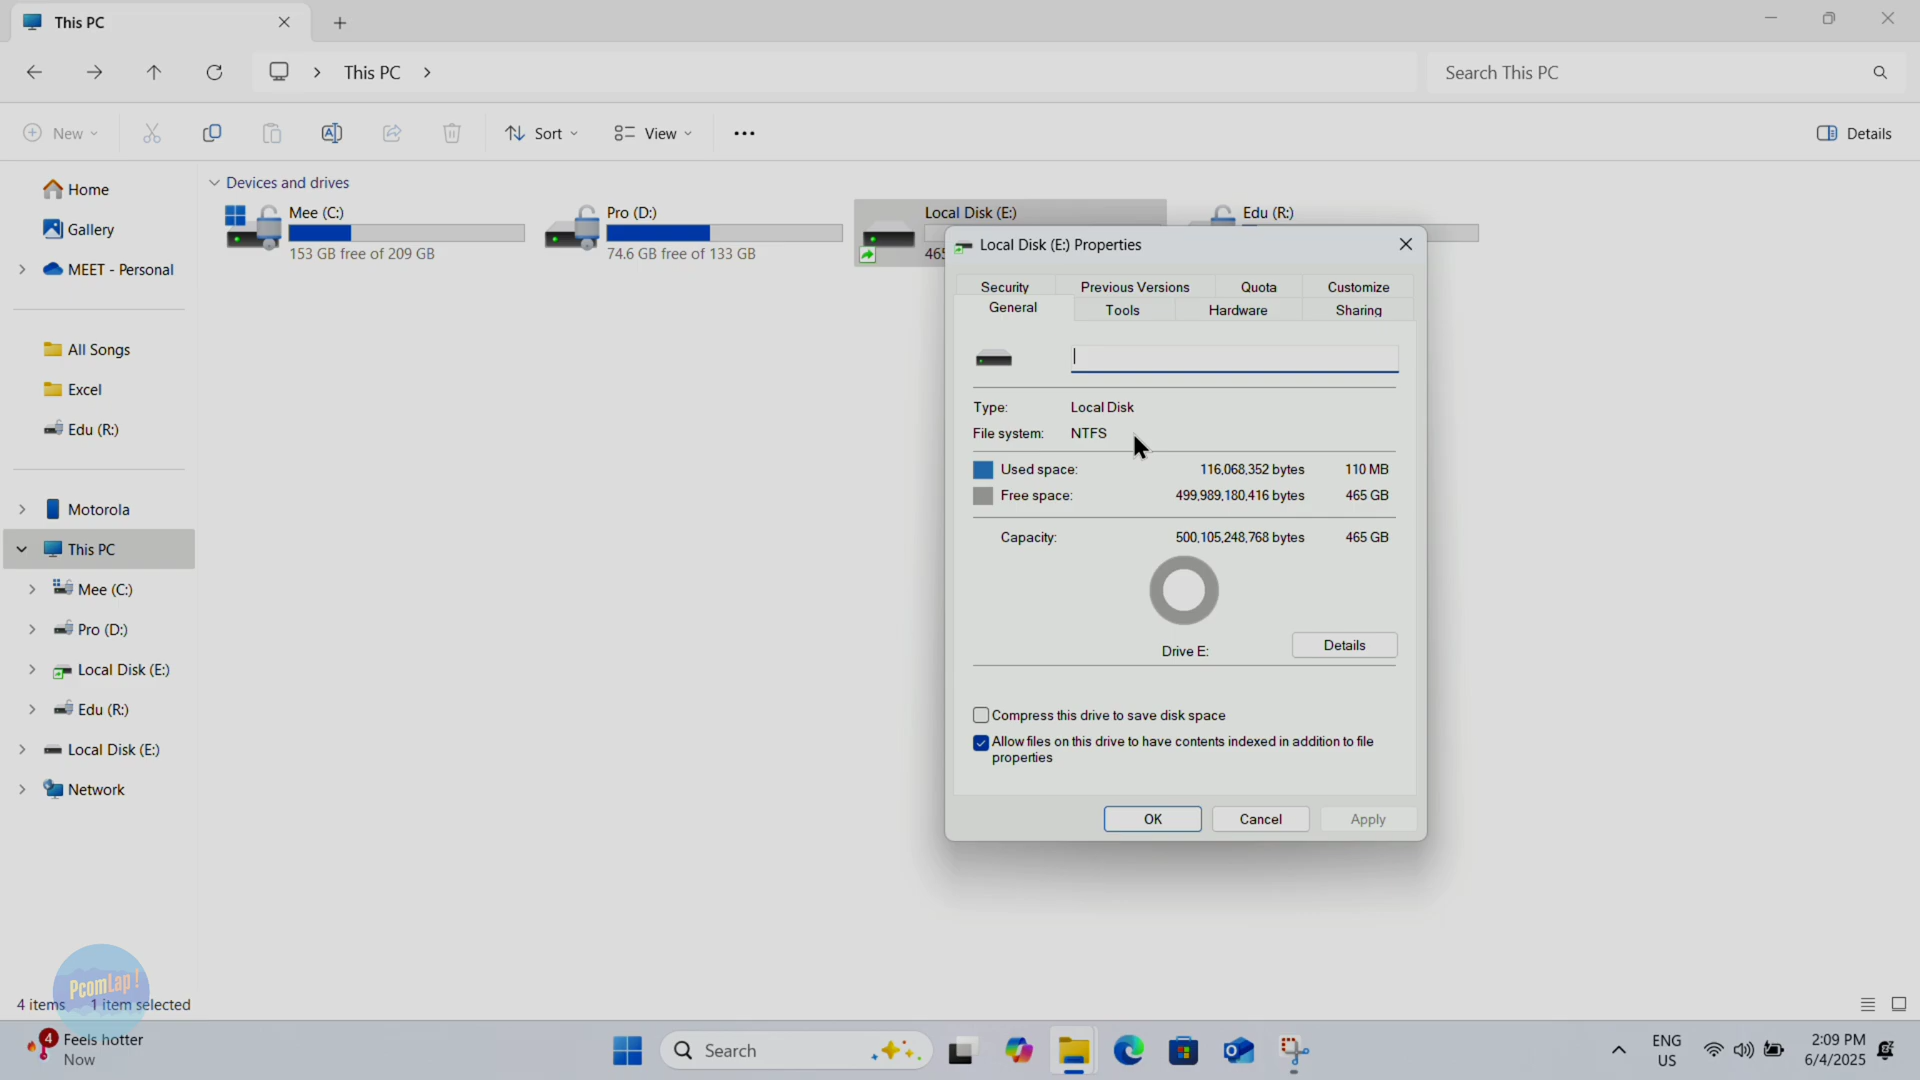 This PC
This PC
Search This PC
New
Sort
View
Details
Home
Gallery
MEET - Personal
All Songs
Excel
Edu (R:)
Motorola
This PC
Mee (C:)
Pro (D:)
Local Disk (E:)
Edu (R:)
Local Disk (E:)
Network
Devices and drives
Mee (C:)
153 GB free of 209 GB
Pro (D:)
74.6 GB free of 133 GB
Local Disk (E:)
465
Edu (R:)
Local Disk (E:) Properties
Security Previous Versions Quota Customize
General Tools Hardware Sharing
Type: Local Disk
File system: NTFS
Used space: 116,068,352 bytes 110 MB
Free space: 499,989,180,416 bytes 465 GB
Capacity: 500,105,248,768 bytes 465 GB
Drive E:
Details
Compress this drive to save disk space
Allow files on this drive to have contents indexed in addition to file
properties
OK Cancel Apply
PcomLap !
4 items 1 item selected
4
Feels hotter
Now
Search
ENG
US
2:09 PM
6/4/2025